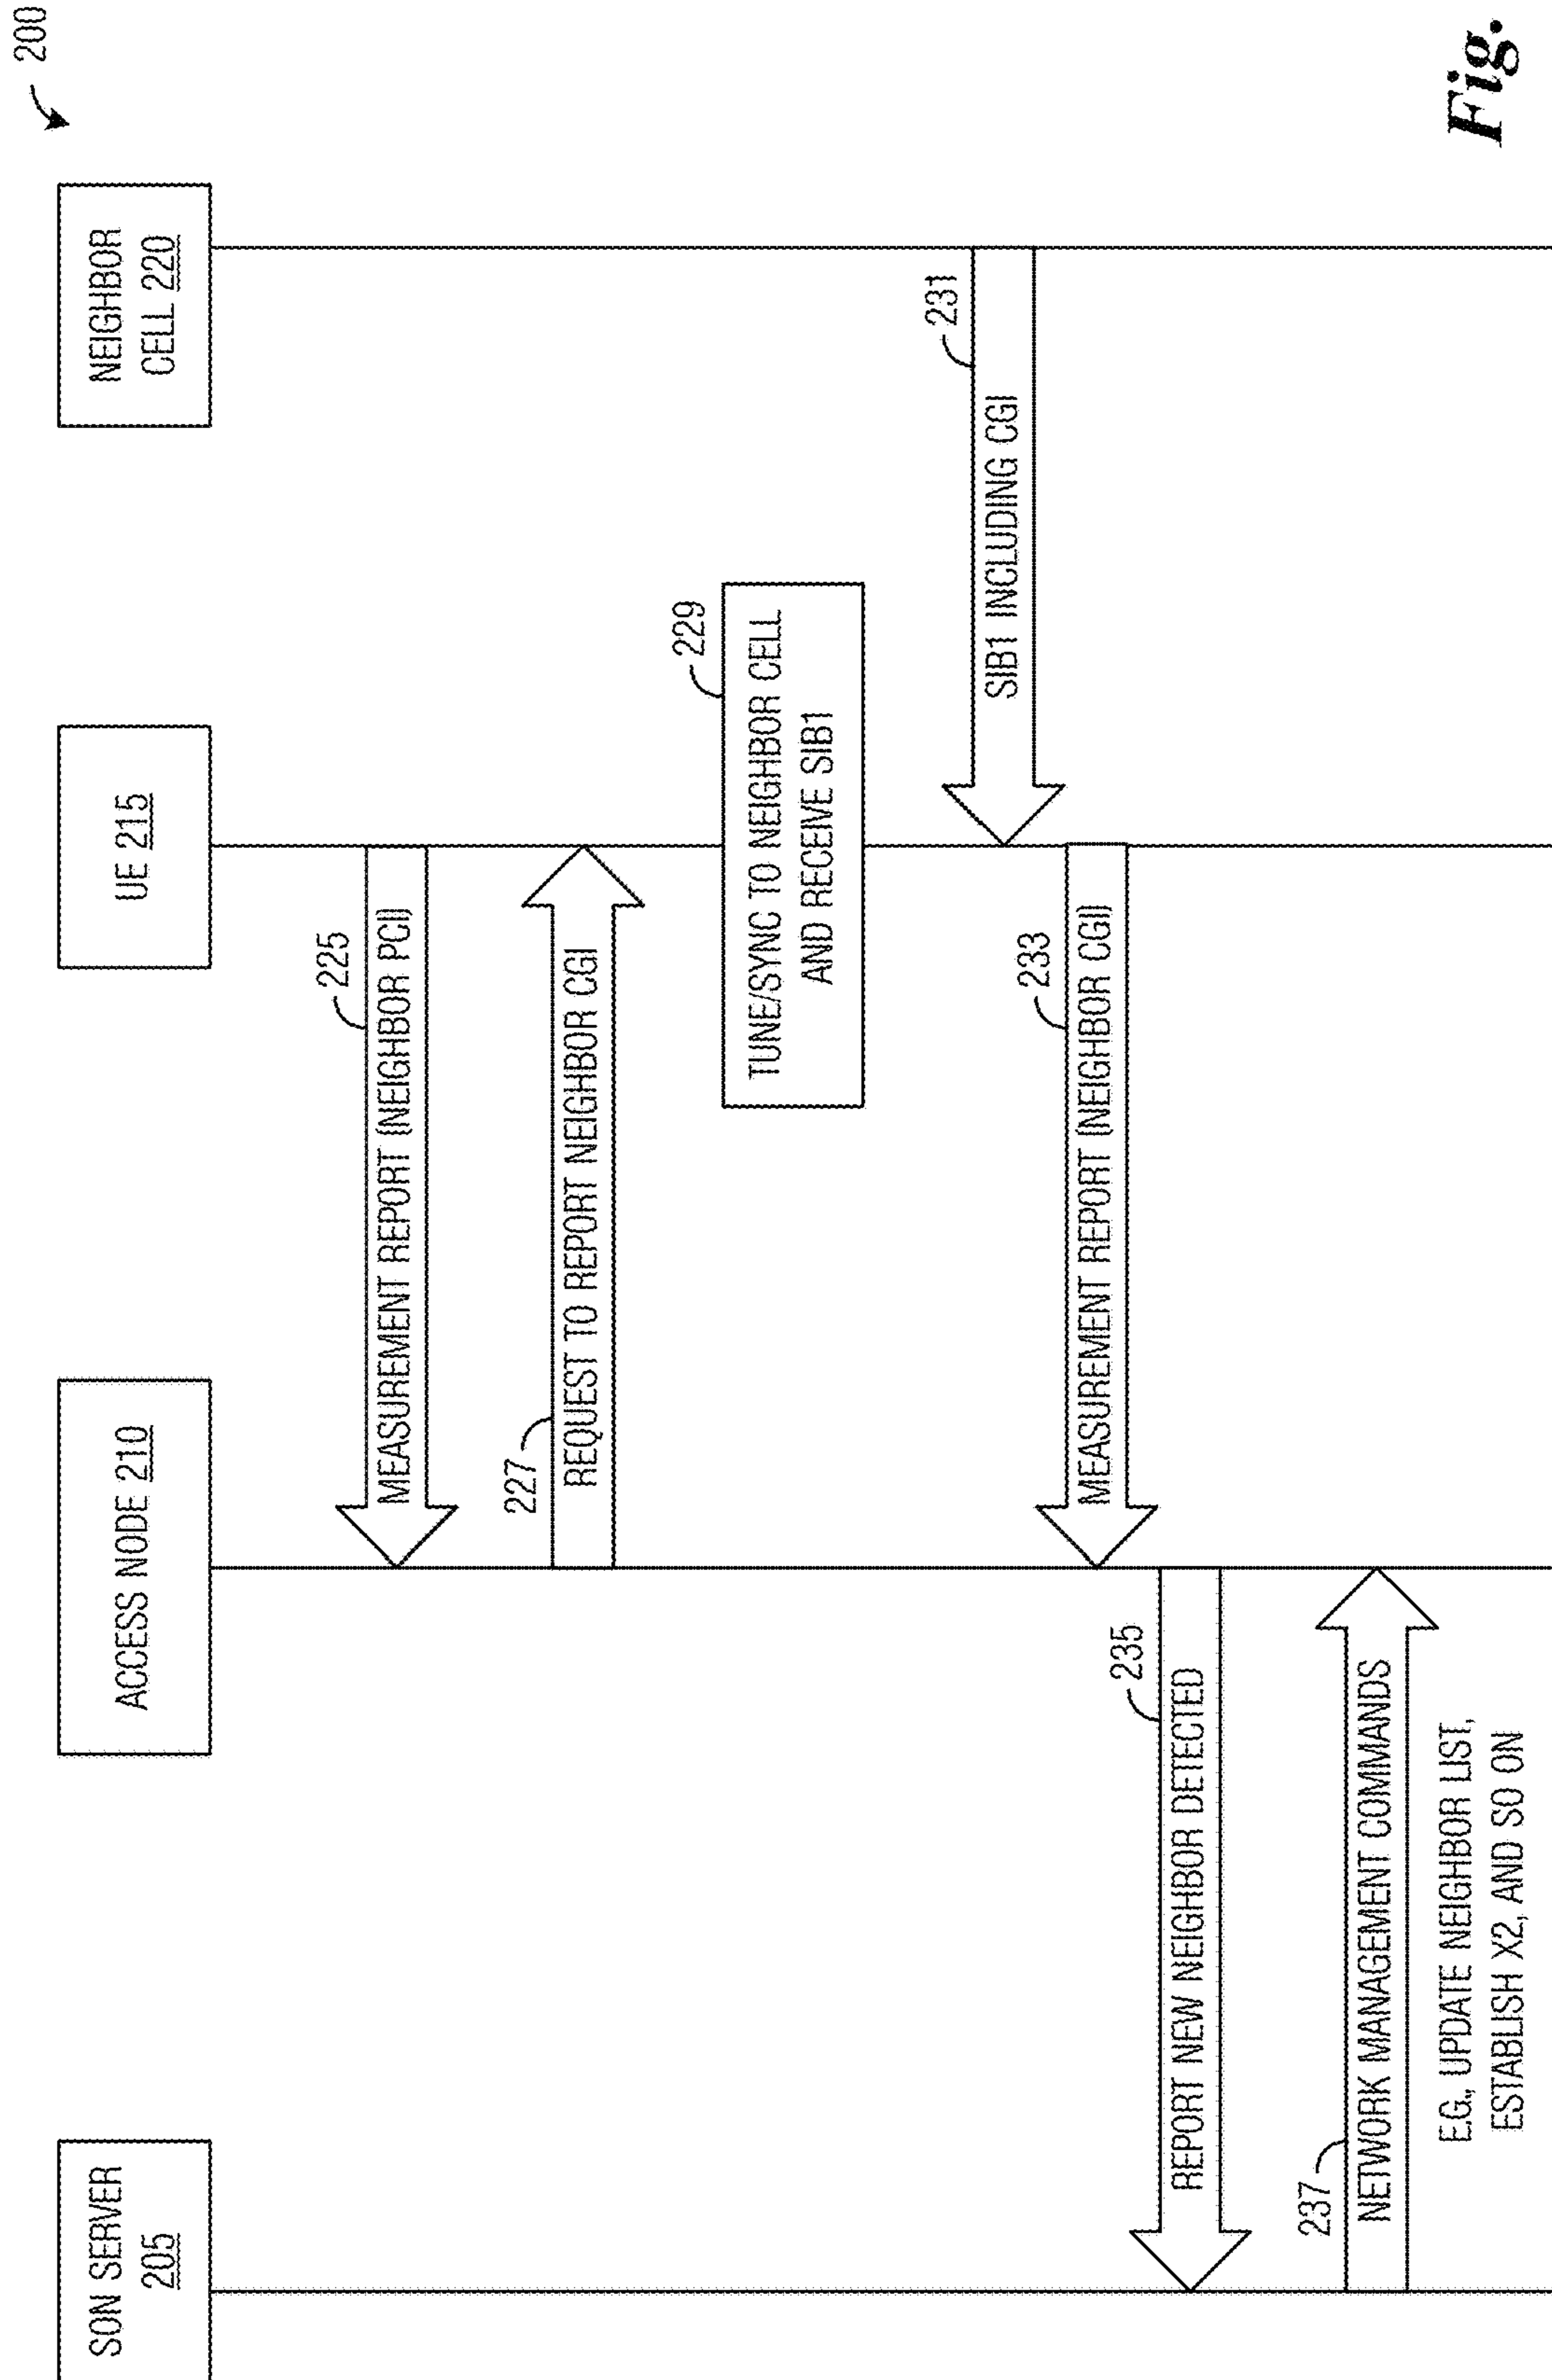 200
SON SERVER
205
ACCESS NODE 210
UE 215
NEIGHBOR
CELL 220
225
MEASUREMENT REPORT (NEIGHBOR PCI)
227
REQUEST TO REPORT NEIGHBOR CGI
229
TUNE/SYNC TO NEIGHBOR CELL
AND RECEIVE SIB1
231
SIB1 INCLUDING CGI
233
MEASUREMENT REPORT (NEIGHBOR CGI)
235
REPORT NEW NEIGHBOR DETECTED
237
NETWORK MANAGEMENT COMMANDS
E.G., UPDATE NEIGHBOR LIST,
ESTABLISH X2, AND SO ON
Fig.